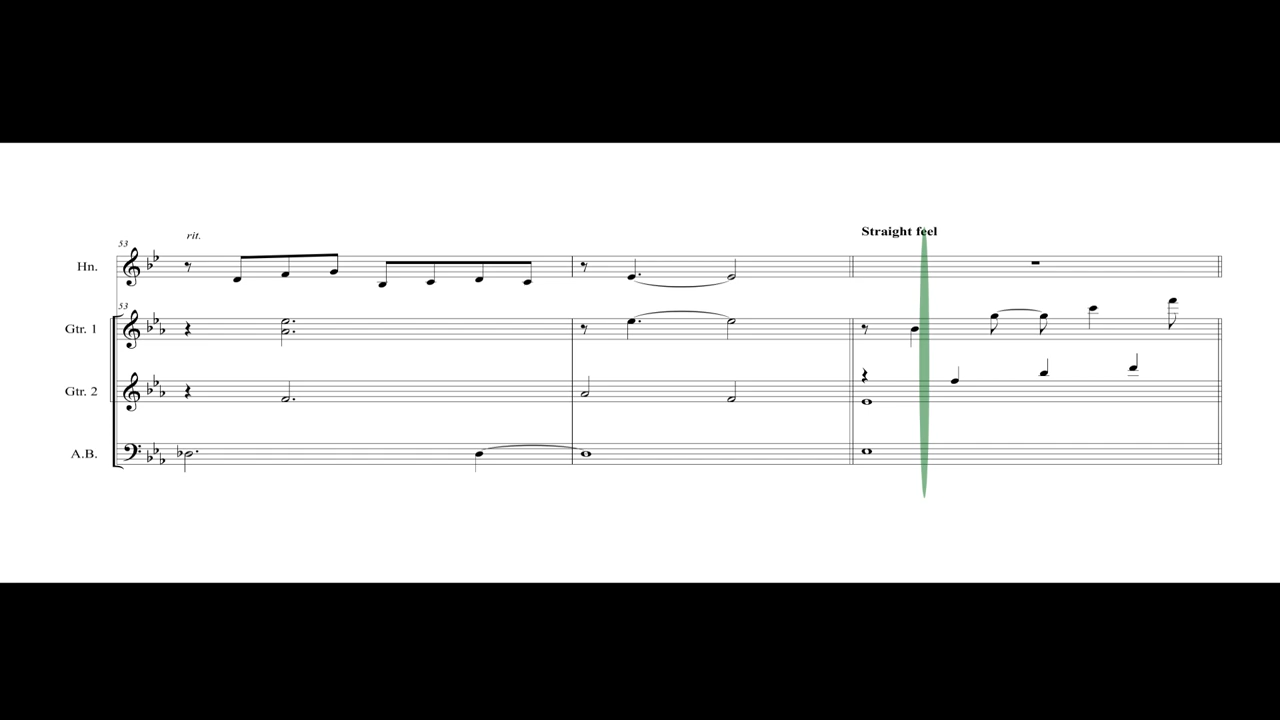 rit.
Straight feel
53
Hn.
53
Gtr. 1
Gtr. 2
A.B.